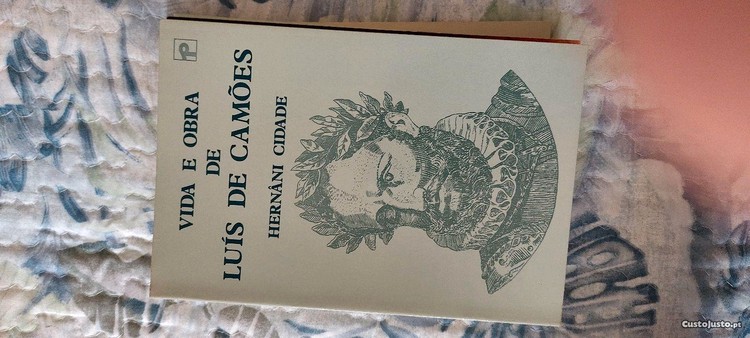 VIDA E OBRA
DE
LUÍS DE CAMÕES
HERNÂNI CIDADE
CustoJusto.pt